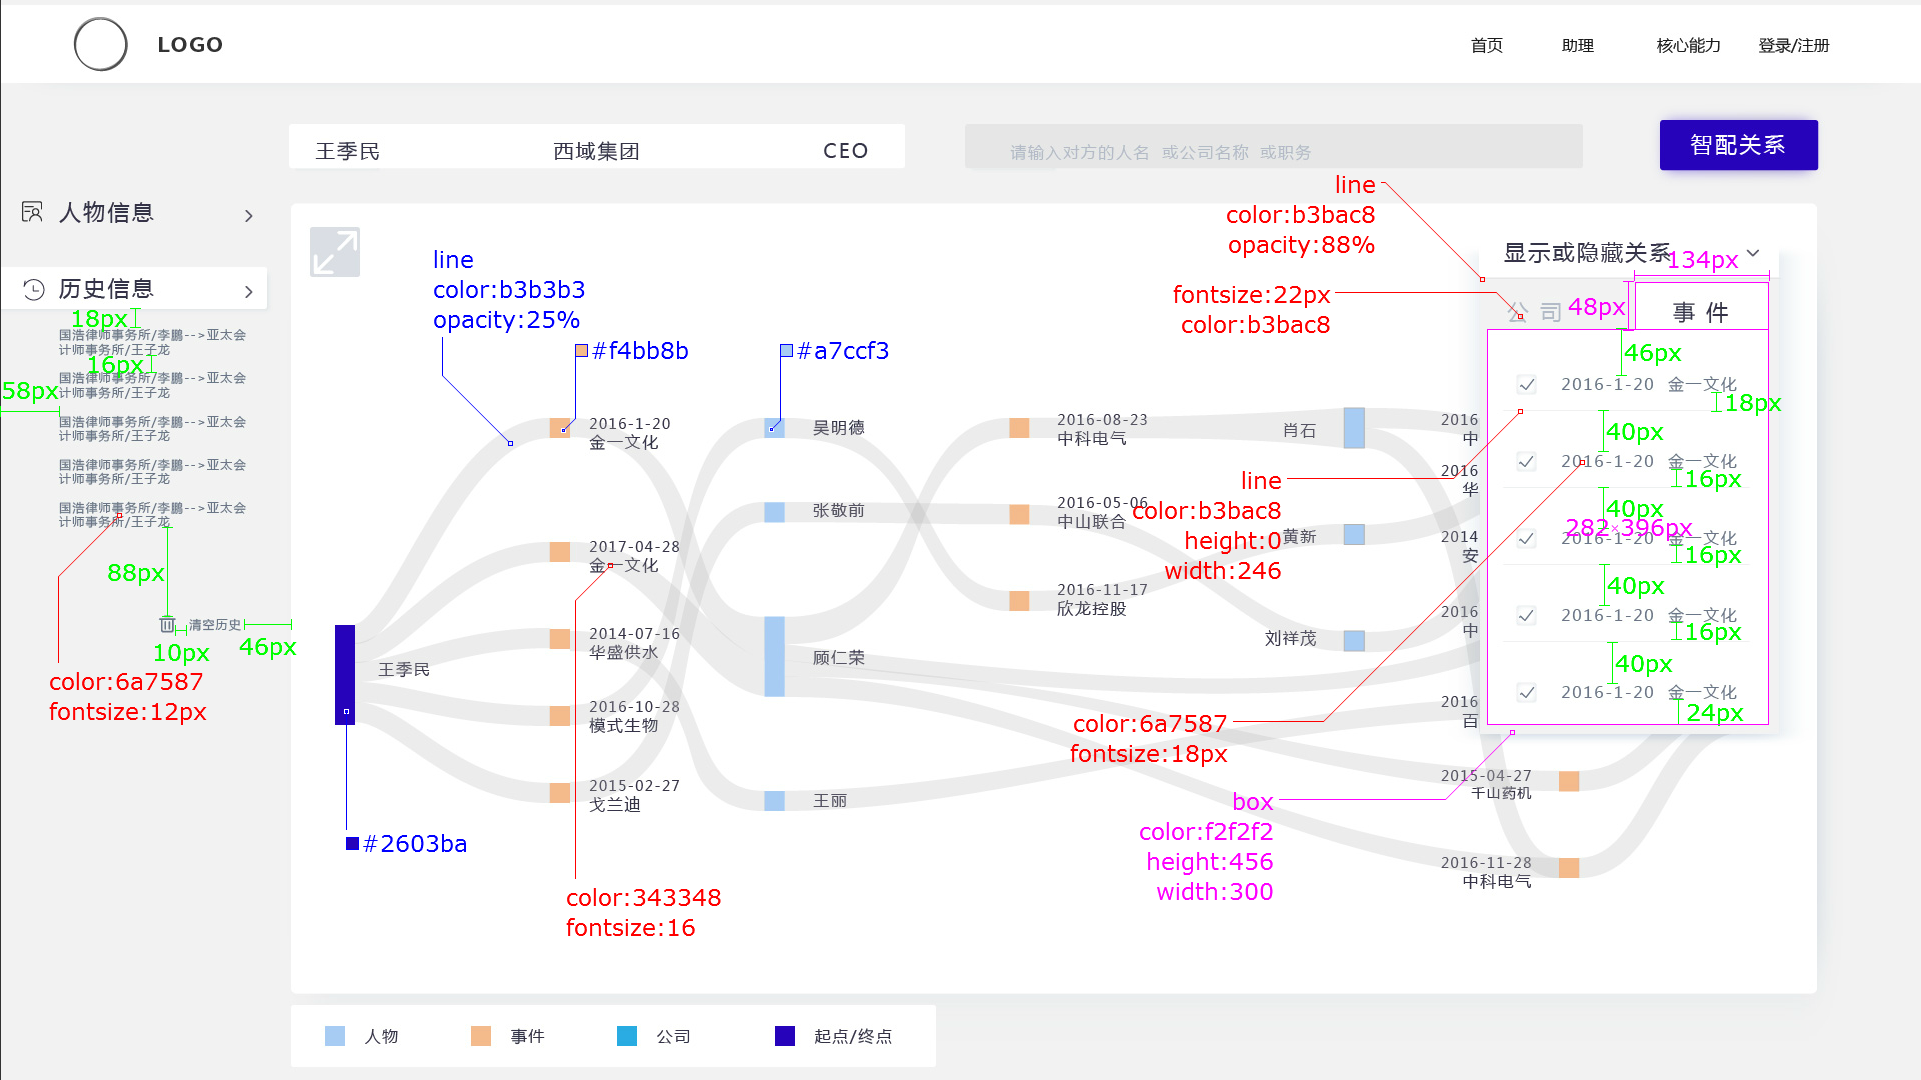 LOGO
首页
助理
核心能力
登录/注册
王季民
西域集团
CEO
请输入对方的人名 或公司名称 或职务
智配关系
人物信息
历史信息
18px
国浩律师事务所/李鹏-->亚太会
计师事务所/王子龙
16px
国浩律师事务所/李鹏-->亚太会
计师事务所/王子龙
58px
国浩律师事务所/李鹏-->亚太会
计师事务所/王子龙
国浩律师事务所/李鹏-->亚太会
计师事务所/王子龙
国浩律师事务所/李鹏-->亚太会
计师事务所/王子龙
88px
清空历史
10px
46px
color:6a7587
fontsize:12px
line
color:b3b3b3
opacity:25%
#f4bb8b
#a7ccf3
王季民
#2603ba
2016-1-20
金一文化
2017-04-28
金一文化
2014-07-16
华盛供水
2016-10-28
模式生物
2015-02-27
戈兰迪
color:343348
fontsize:16
吴明德
张敬前
顾仁荣
王丽
2016-08-23
中科电气
2016-05-06
中山联合
2016-11-17
欣龙控股
肖石
黄新
刘祥茂
line
color:b3bac8
opacity:88%
fontsize:22px
color:b3bac8
line
color:b3bac8
height:0
width:246
color:6a7587
fontsize:18px
box
color:f2f2f2
height:456
width:300
2016
中
2016
华
2014
安
2016
中
2016
百
2015-04-27
千山药机
2016-11-28
中科电气
显示或隐藏关系
134px
公 司
48px
事 件
46px
2016-1-20 金一文化
18px
40px
2016-1-20 金一文化
16px
40px
282×396px
2016-1-20 金一文化
16px
40px
2016-1-20 金一文化
16px
40px
2016-1-20 金一文化
24px
人物
事件
公司
起点/终点